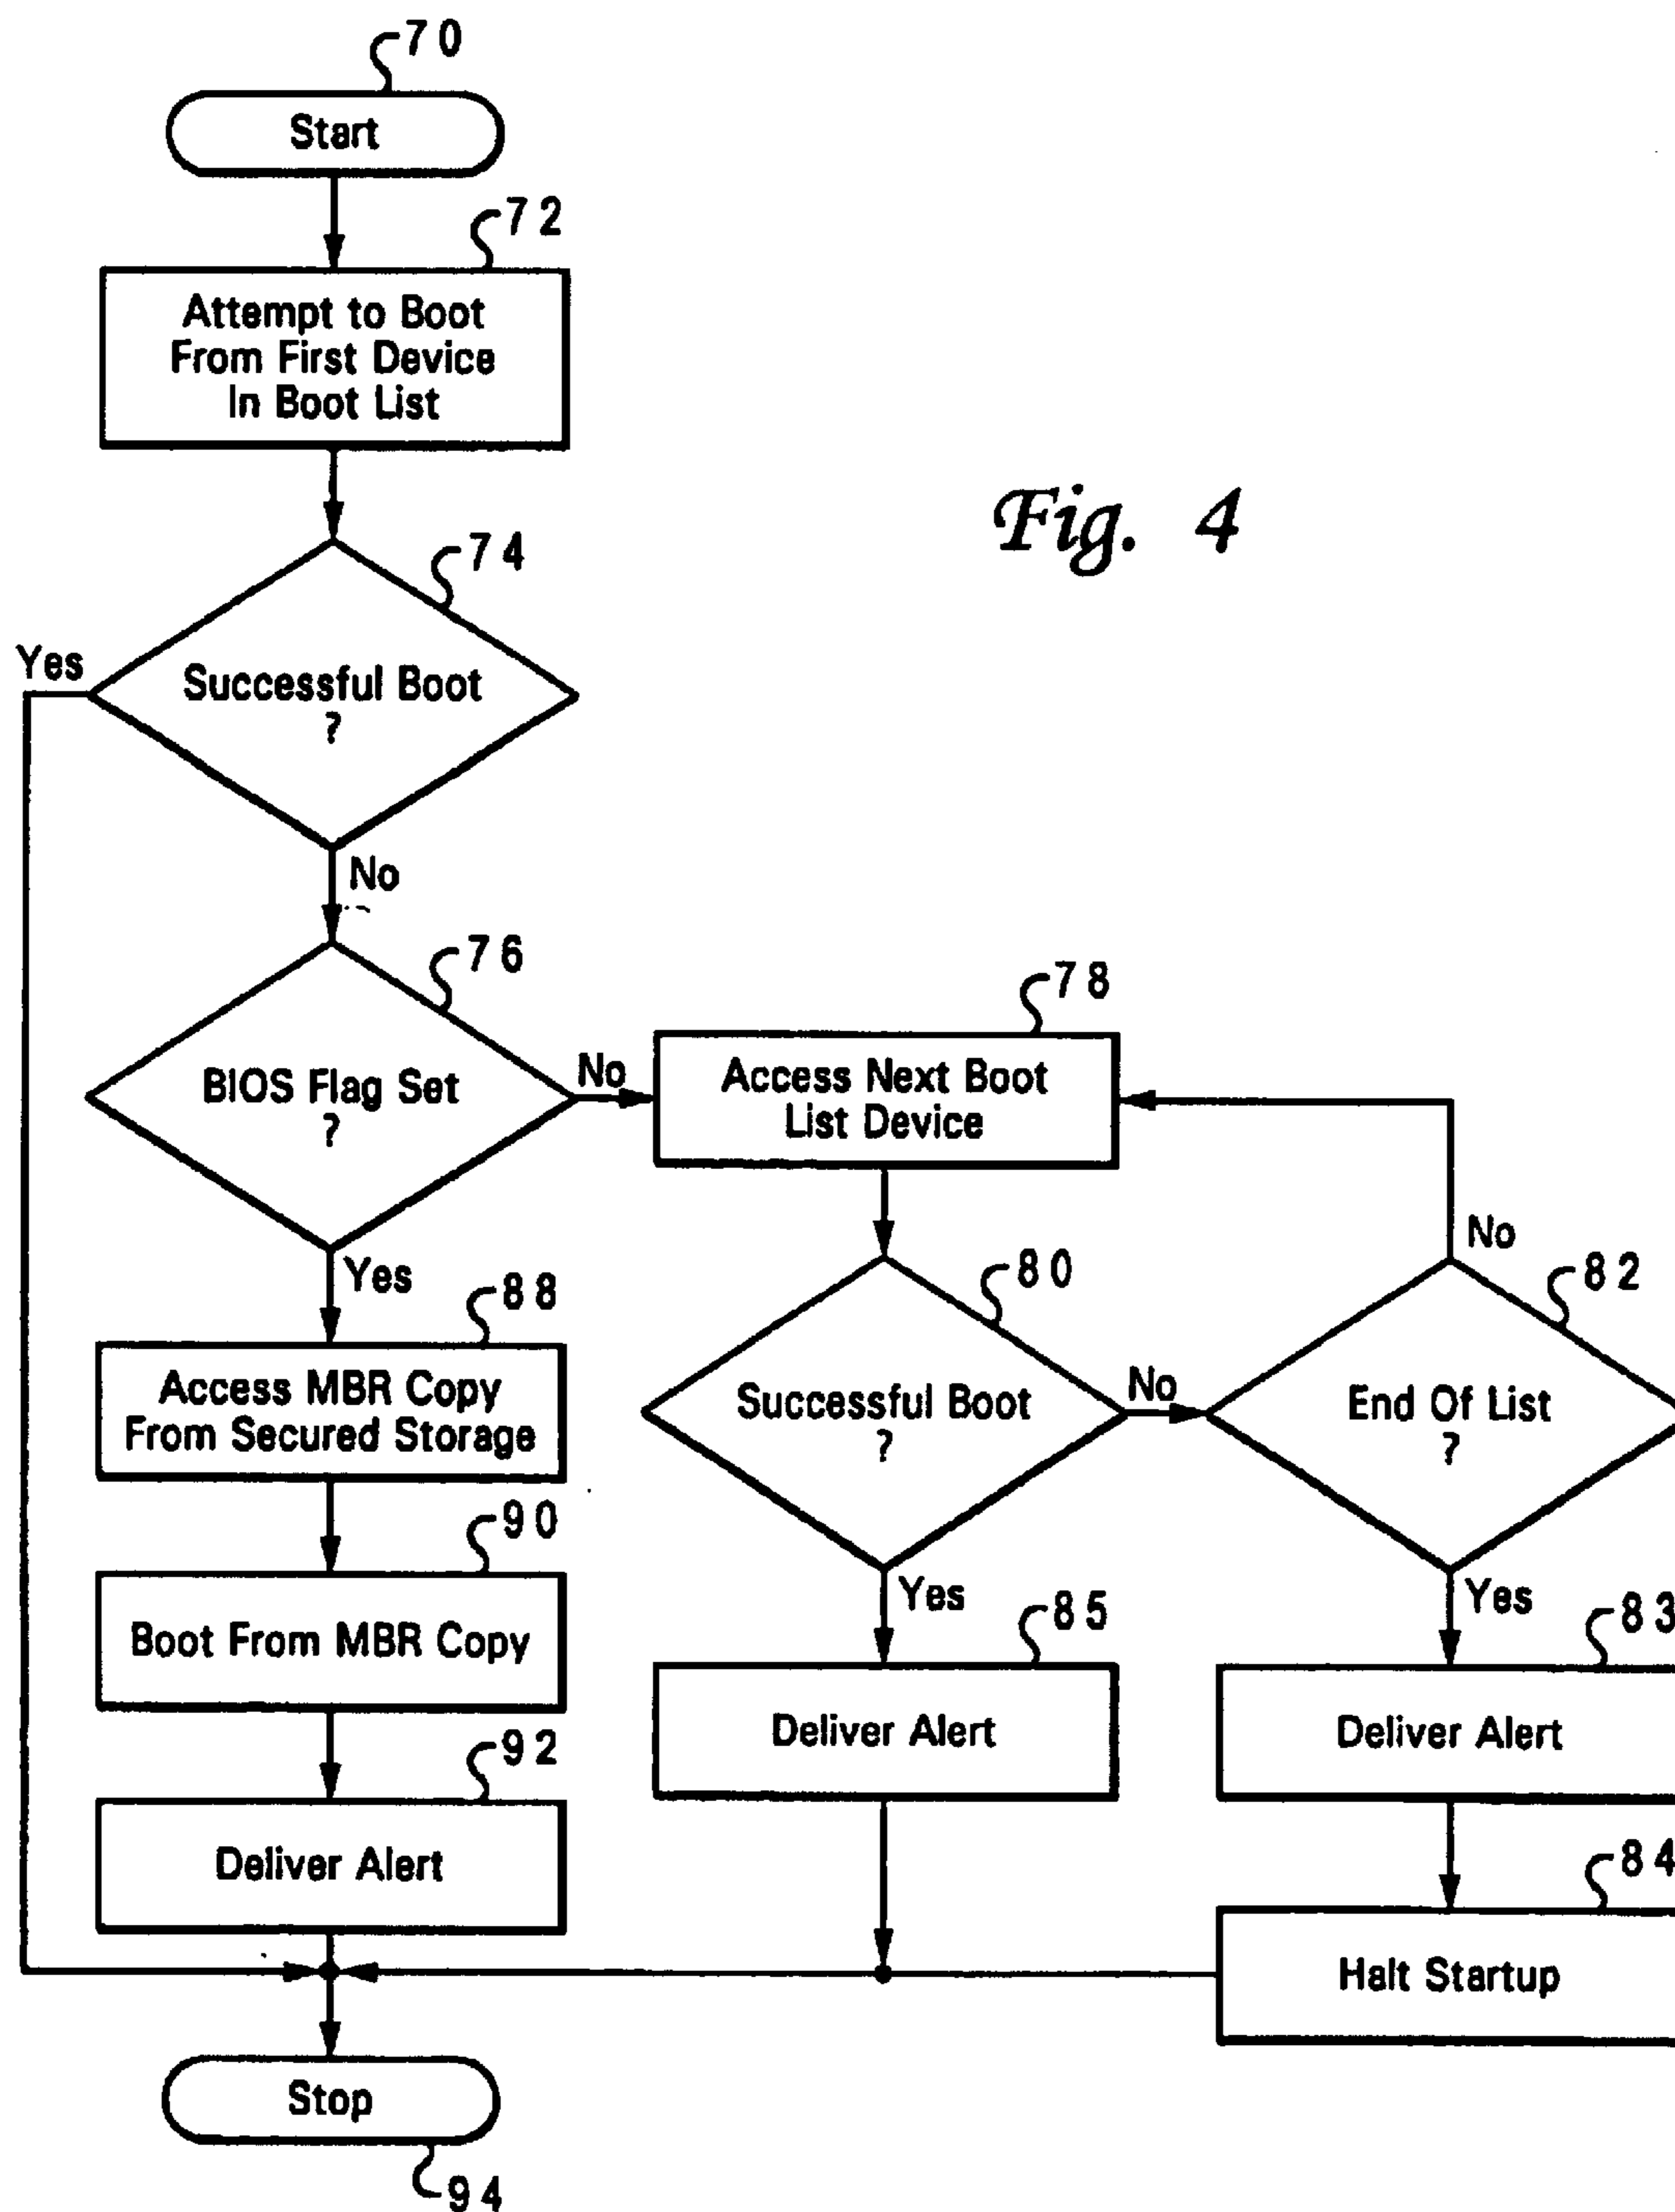 70
Start
72
Attempt to Boot
From First Device
In Boot List
Fig. 4
74
Yes
Successful Boot
?
No
76
BIOS Flag Set
?
No
78
Access Next Boot
List Device
Yes
88
Access MBR Copy
From Secured Storage
80
Successful Boot
?
No
No
82
End Of List
?
90
Boot From MBR Copy
Yes
85
Deliver Alert
Yes
83
Deliver Alert
92
Deliver Alert
84
Halt Startup
Stop
94